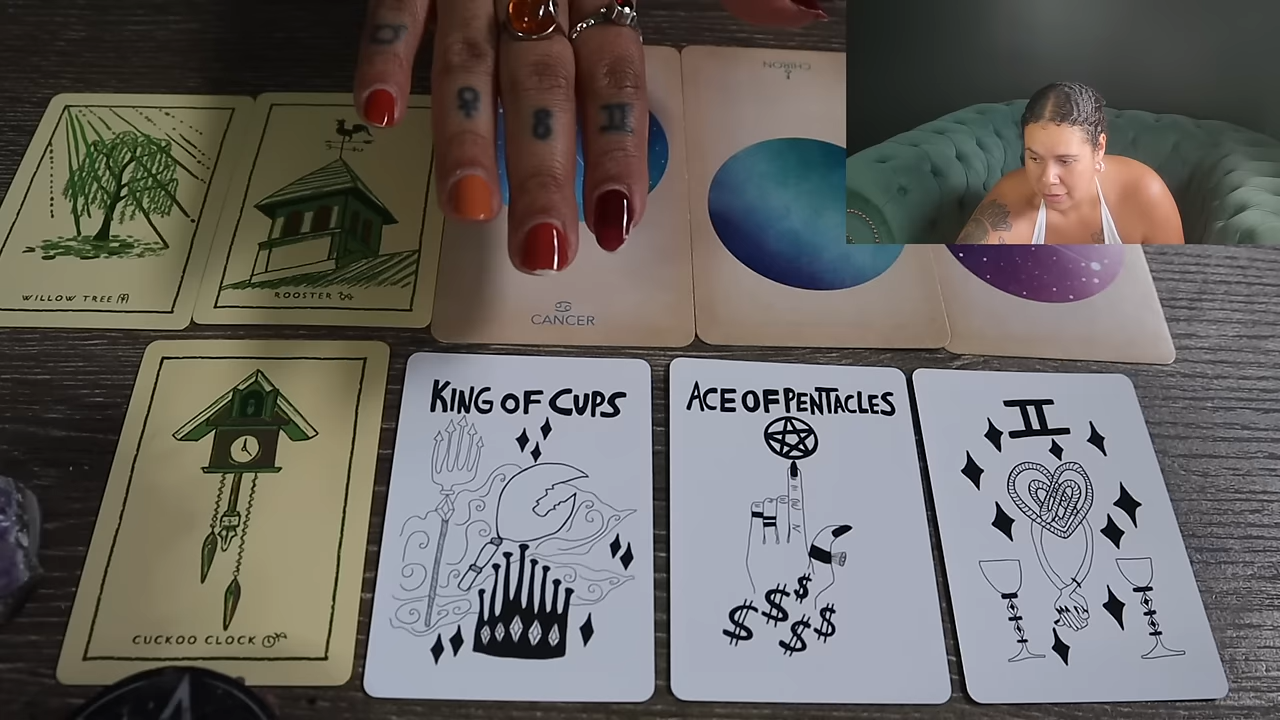 CHIRON
WILLOW TREE
ROOSTER
CANCER
CUCKOO CLOCK
KING OF CUPS
ACE OF PENTACLES
II
$ $ $ $ $